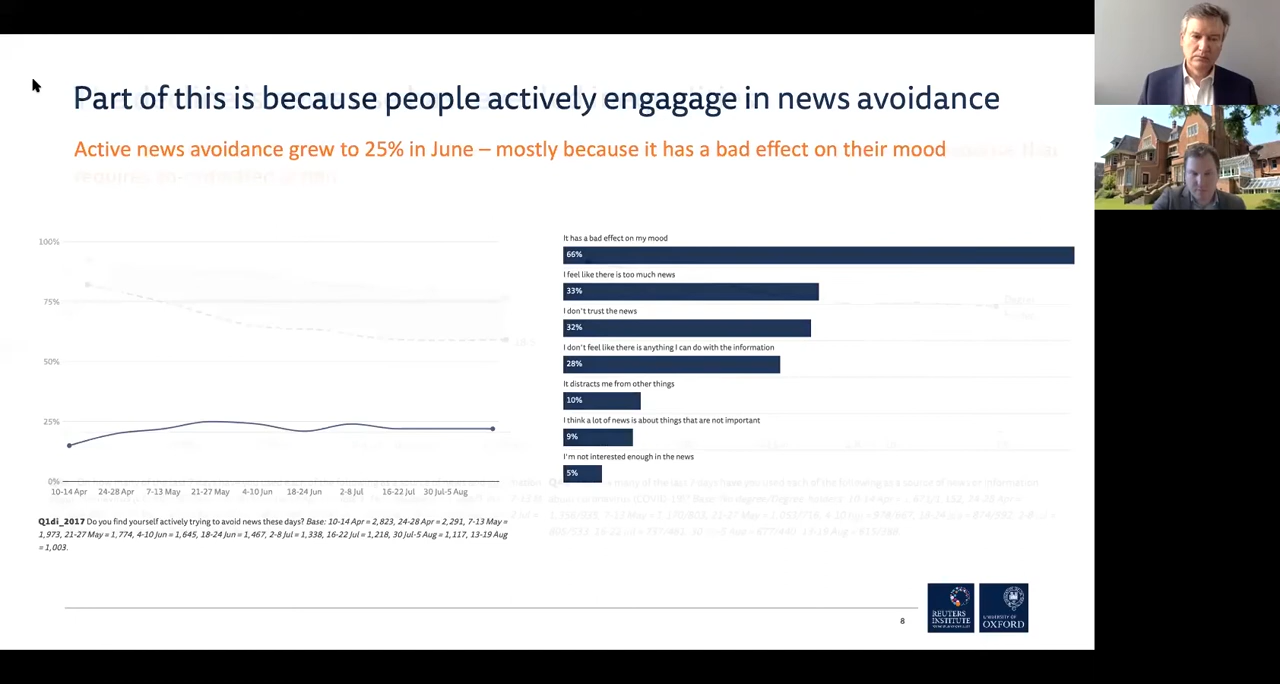 Part of this is because people actively engagage in news avoidance
Active news avoidance grew to 25% in June – mostly because it has a bad effect on their mood
100%
75%
50%
25%
0%
10-14 Apr 24-28 Apr 7-13 May 21-27 May 4-10 Jun 18-24 Jun 2-8 Jul 16-22 Jul 30 Jul-5 Aug
Q1di_2017 Do you find yourself actively trying to avoid news these days? Base: 10-14 Apr = 2,823, 24-28 Apr = 2,291, 7-13 May =
1,973, 21-27 May = 1,774, 4-10 Jun = 1,645, 18-24 Jun = 1,467, 2-8 Jul = 1,338, 16-22 Jul = 1,218, 30 Jul-5 Aug = 1,117, 13-19 Aug
= 1,003.
It has a bad effect on my mood
66%
I feel like there is too much news
33%
I don't trust the news
32%
I don't feel like there is anything I can do with the information
28%
It distracts me from other things
10%
I think a lot of news is about things that are not important
9%
I'm not interested enough in the news
5%
8
REUTERS
INSTITUTE
UNIVERSITY OF
OXFORD